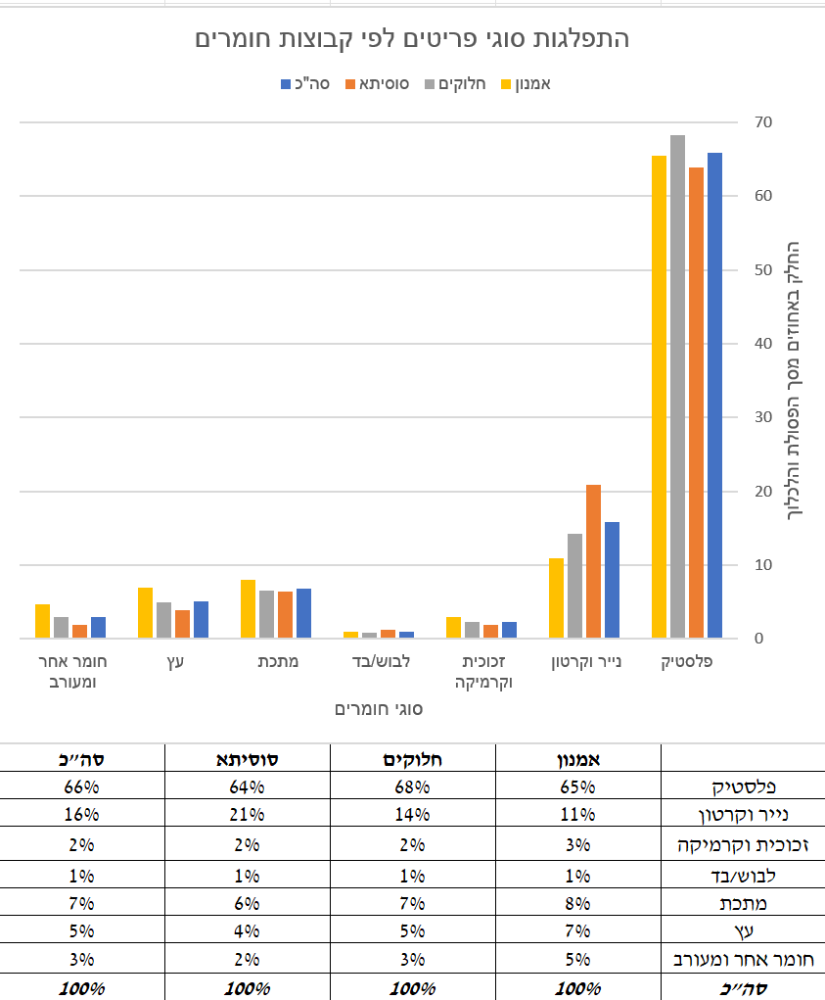 התפלגות סוגי פריטים לפי קבוצות חומרים
אמנון חלוקים סוסיתא סה"כ
70
60
50
40
30
20
10
0
החלק באחוזים מסך הפסולת והלכלוך
פלסטיק נייר וקרטון זכוכית וקרמיקה לבוש/בד מתכת עץ חומר אחר ומעורב
סוגי חומרים
אמנון חלוקים סוסיתא סה״כ
פלסטיק 65% 68% 64% 66%
נייר וקרטון 11% 14% 21% 16%
זכוכית וקרמיקה 3% 2% 2% 2%
לבוש/בד 1% 1% 1% 1%
מתכת 8% 7% 6% 7%
עץ 7% 5% 4% 5%
חומר אחר ומעורב 5% 3% 2% 3%
סה״כ 100% 100% 100% 100%